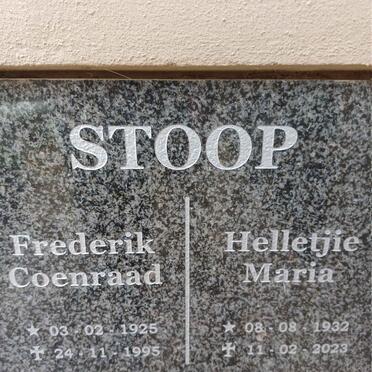 STOOP
Frederik
Coenraad
★ 03 - 02 - 1925
✝ 24 - 11 - 1995
Helletjie
Maria
★ 08 - 08 - 1932
✝ 11 - 02 - 2023